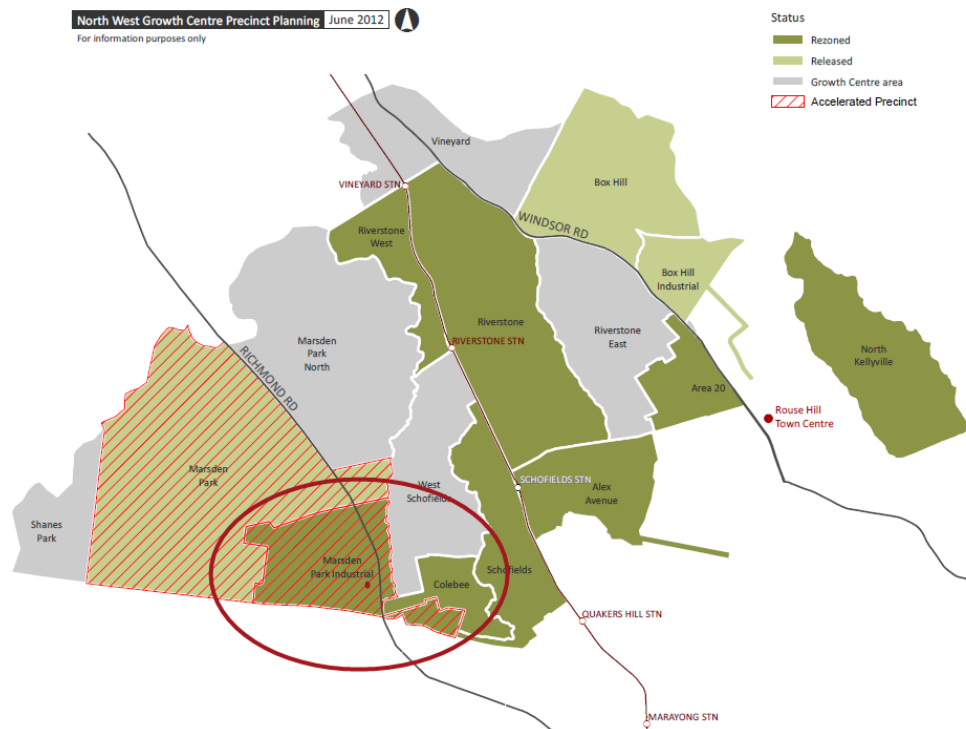 North West Growth Centre Precinct Planning June 2012
For information purposes only
Status
Rezoned
Released
Growth Centre area
Accelerated Precinct
Vineyard
VINEYARD STN
Box Hill
WINDSOR RD
Riverstone
West
Box Hill
Industrial
Riverstone
RIVERSTONE STN
Riverstone
East
Marsden
Park
North
RICHMOND RD
North
Kellyville
Area 20
Rouse Hill
Town Centre
Marsden
Park
West
Schofields
SCHOFIELDS STN
Alex
Avenue
Shanes
Park
Marsden
Park Industrial
Colebee
Schofields
QUAKERS HILL STN
MARAYONG STN